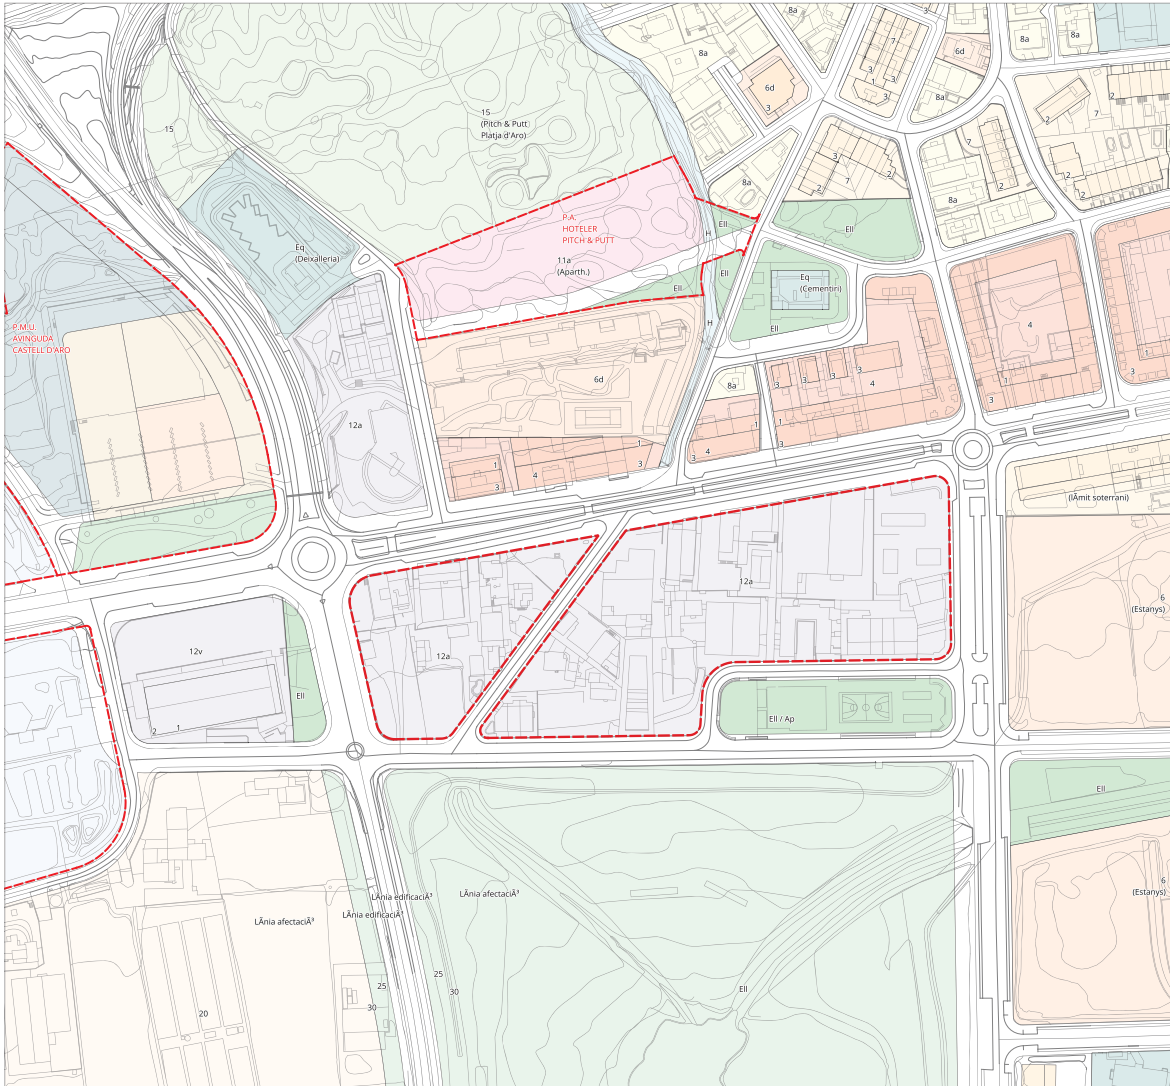 8a
3
8a
8a
8a
7
6d
6d
3
3
1
3
3
8a
2
7
2
15
(Pitch & Putt
Platja d'Aro)
15
3
2
7
2
8a
7
2
8a
2
2
P.A.
HOTELER
PITCH & PUTT
Ell
H
Ell
Eq
(Deixalleria)
11a
(Aparth.)
Ell
Ell
Eq
(Cementiri)
Ell
H
4
P.M.U.
AVINGUDA
CASTELL D'ARO
6d
8a
3
3
3
3
4
1
3
1
3
12a
1
3
1
4
3
1
3
1
3
4
1
3
(lÃmit soterrani)
12a
6
(Estanys)
12a
12v
Ell
2
1
Ell / Ap
Ell
LÃnia edificaciÃ³
LÃnia afectaciÃ³
LÃnia afectaciÃ³
LÃnia edificaciÃ³
6
(Estanys)
25
25
30
30
20
Ell